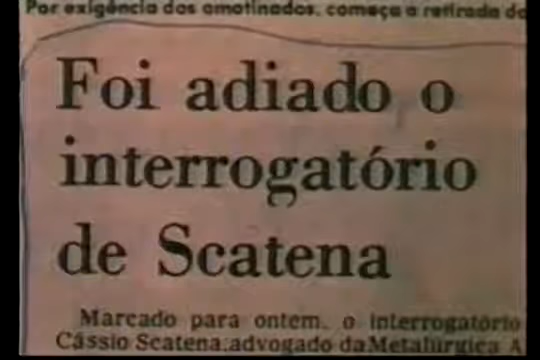 Por exigência dos amotinados, começa a retirada do
Foi adiado o
interrogatório
de Scatena
Marcado para ontem, o interrogatório
Cássio Scatena, advogado da Metalúrgica A